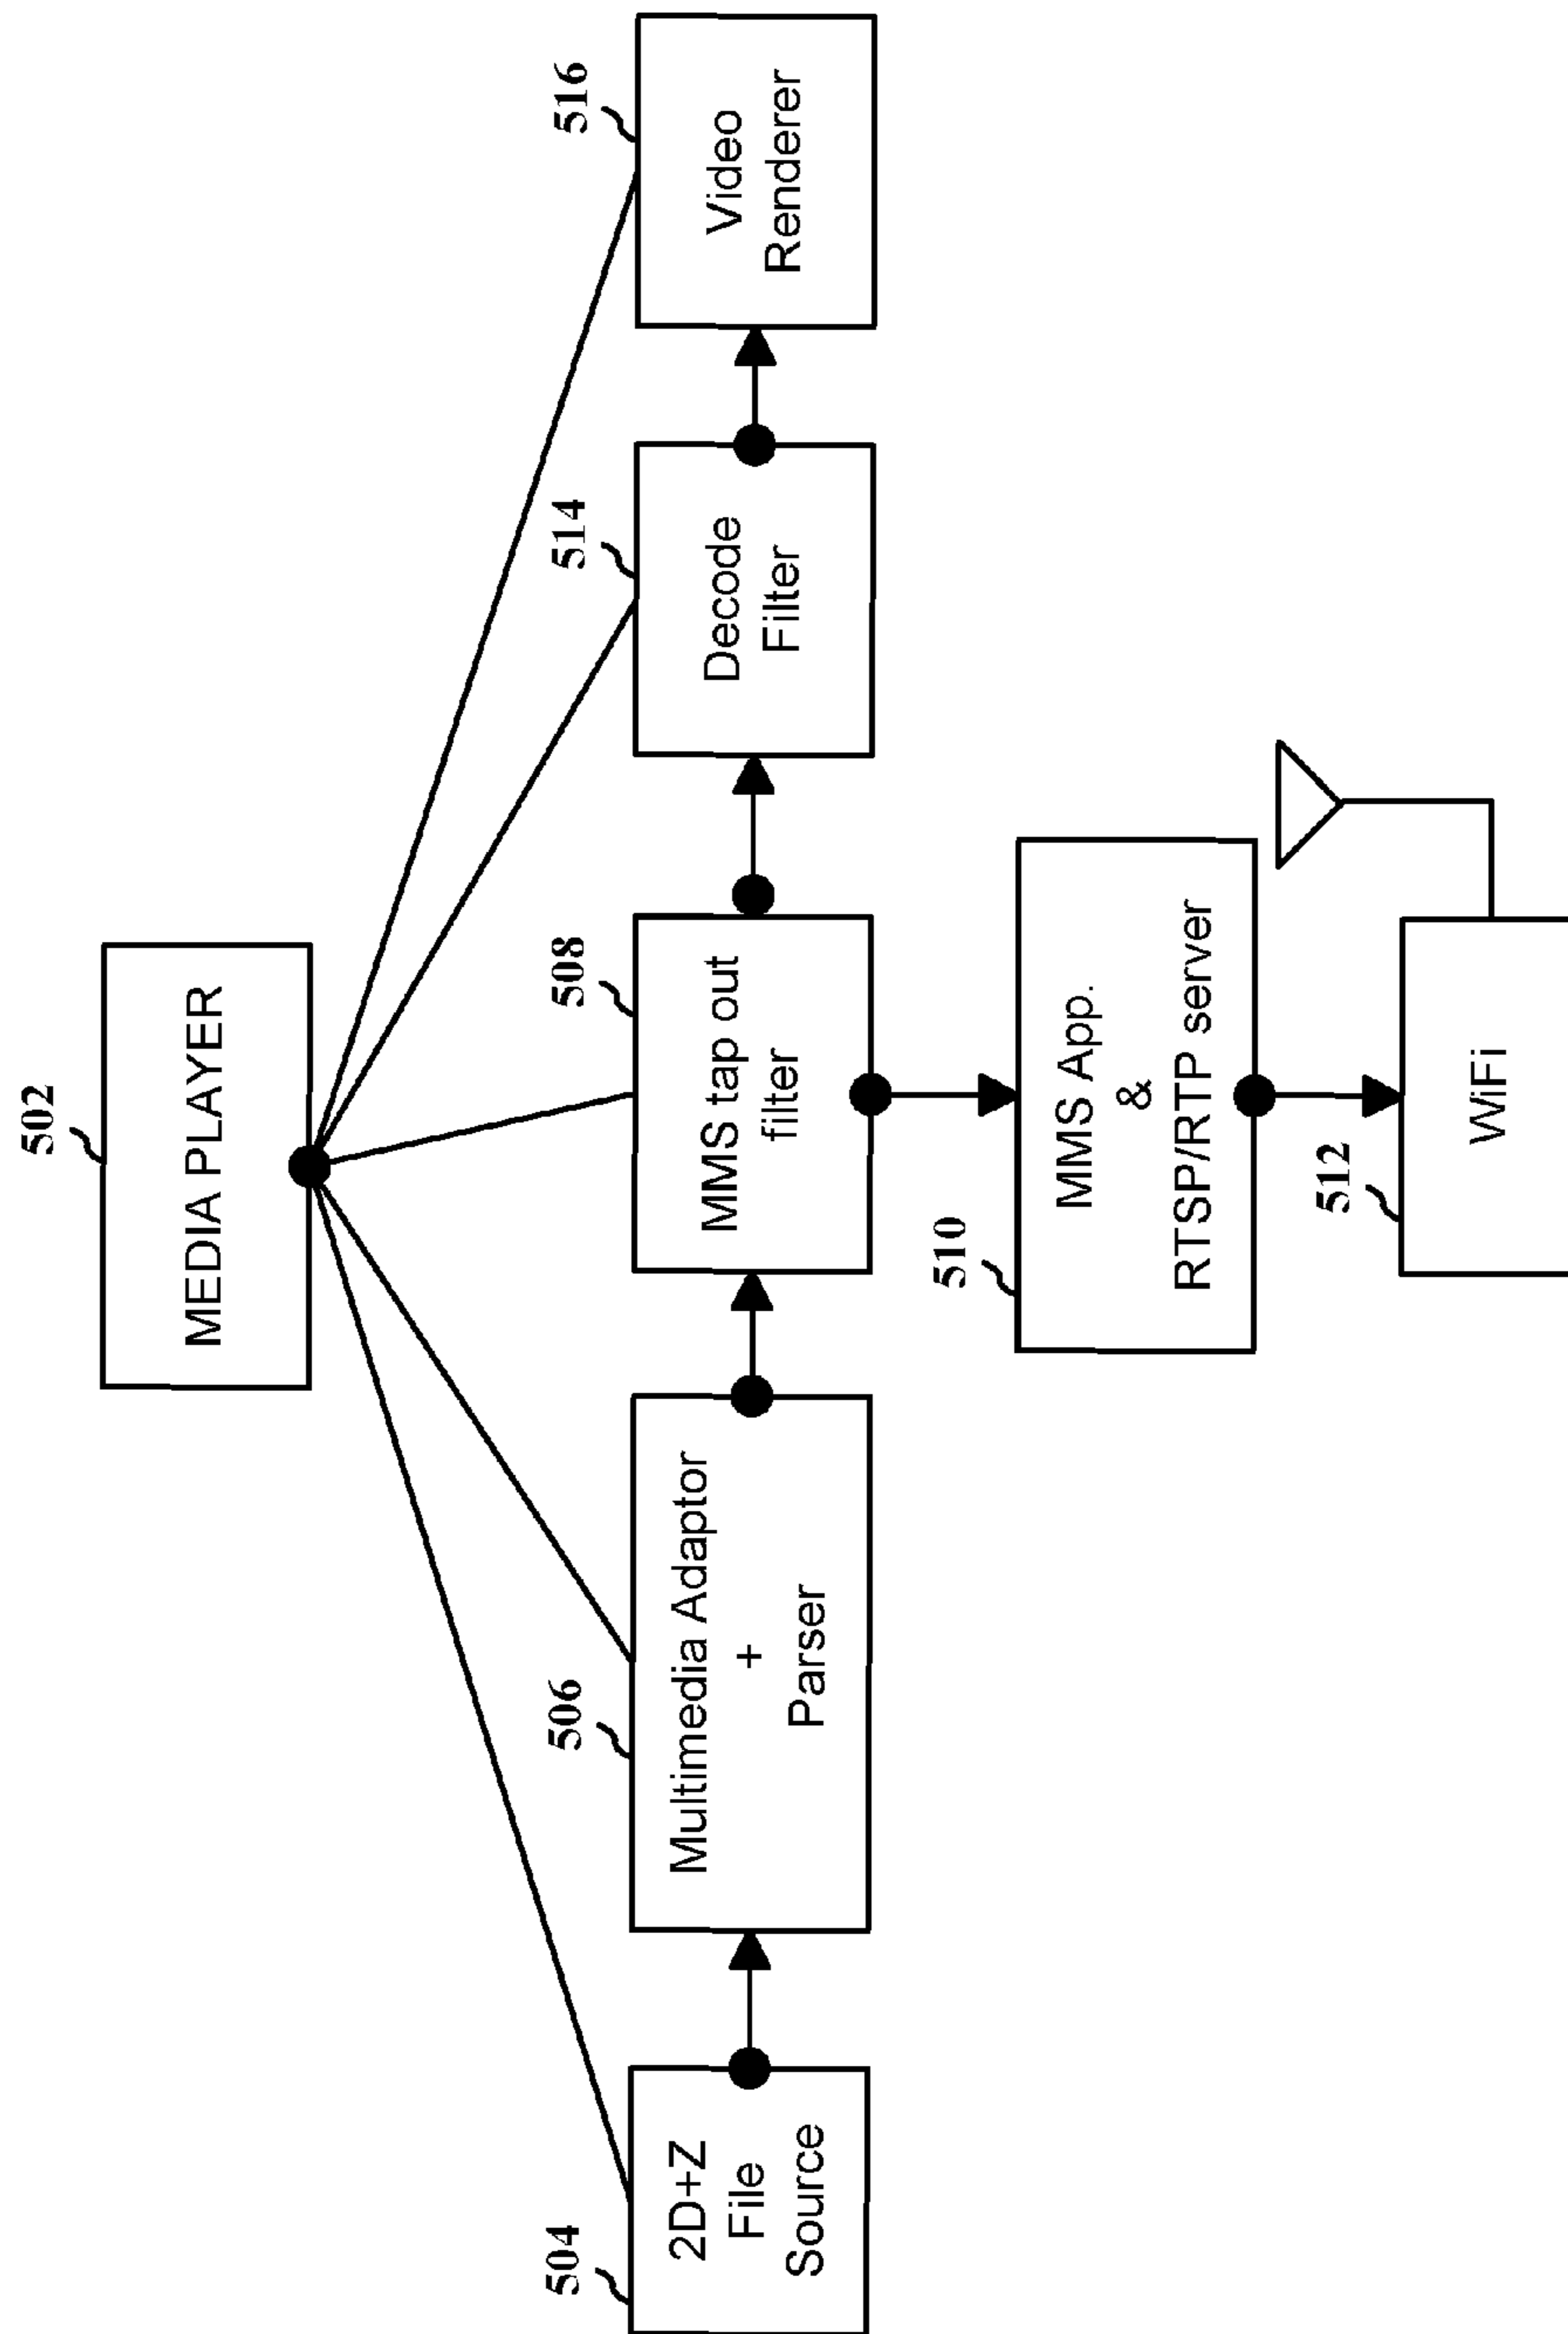 502
MEDIA PLAYER
504
2D+Z
File
Source
506
Multimedia Adaptor
+
Parser
508
MMS tap out
filter
514
Decode
Filter
516
Video
Renderer
510
MMS App.
&
RTSP/RTP server
512
WiFi